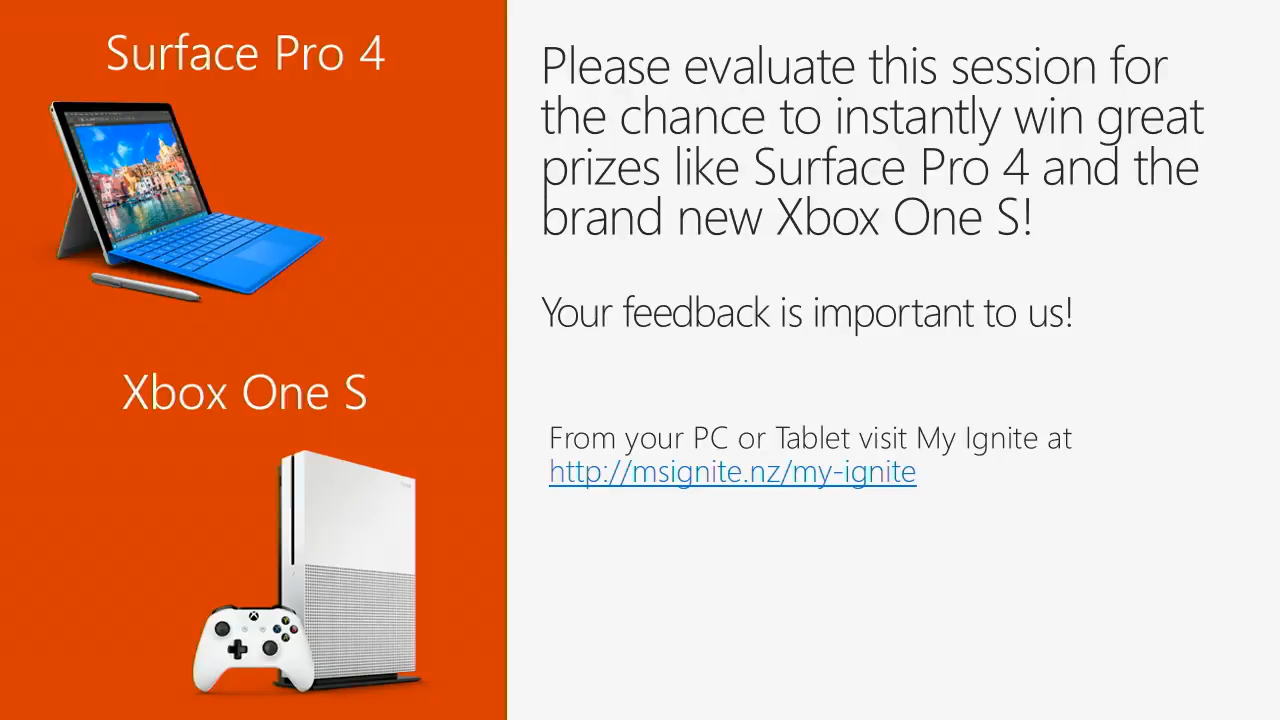 Surface Pro 4
Xbox One S
Please evaluate this session for
the chance to instantly win great
prizes like Surface Pro 4 and the
brand new Xbox One S!
Your feedback is important to us!
From your PC or Tablet visit My Ignite at
http://msignite.nz/my-ignite